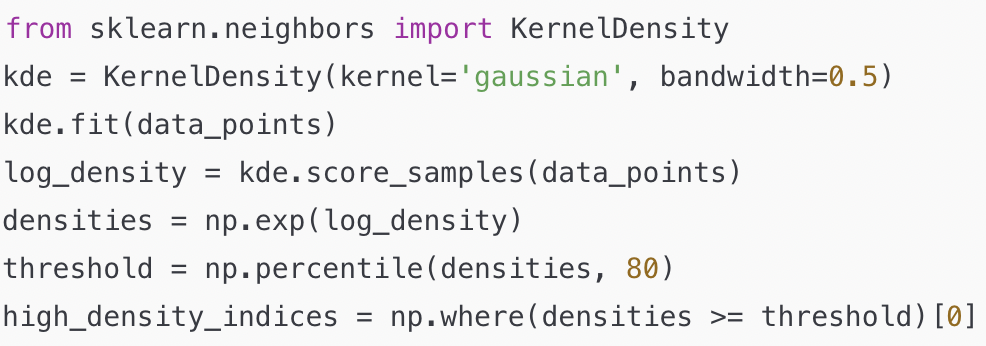 from sklearn.neighbors import KernelDensity
kde = KernelDensity(kernel='gaussian', bandwidth=0.5)
kde.fit(data_points)
log_density = kde.score_samples(data_points)
densities = np.exp(log_density)
threshold = np.percentile(densities, 80)
high_density_indices = np.where(densities >= threshold)[0]